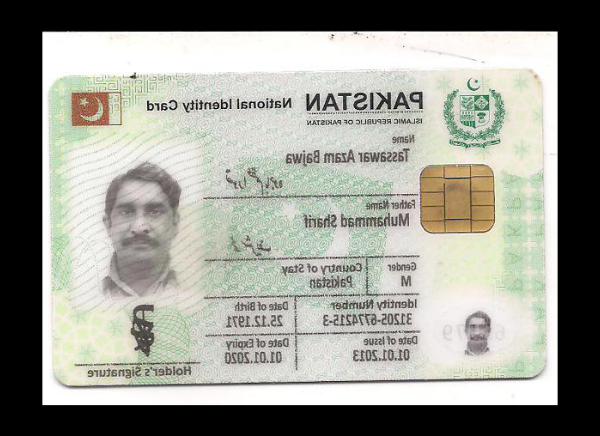 PAKISTAN National Identity Card
ISLAMIC REPUBLIC OF PAKISTAN
Name
Tassawar Azam Bajwa
Father Name
Muhammad Sharif
Gender Country of Stay
M Pakistan
Identity Number Date of Birth
31205-6774215-3 25.12.1971
Date of Issue Date of Expiry
01.01.2013 01.01.2020
Holder's Signature